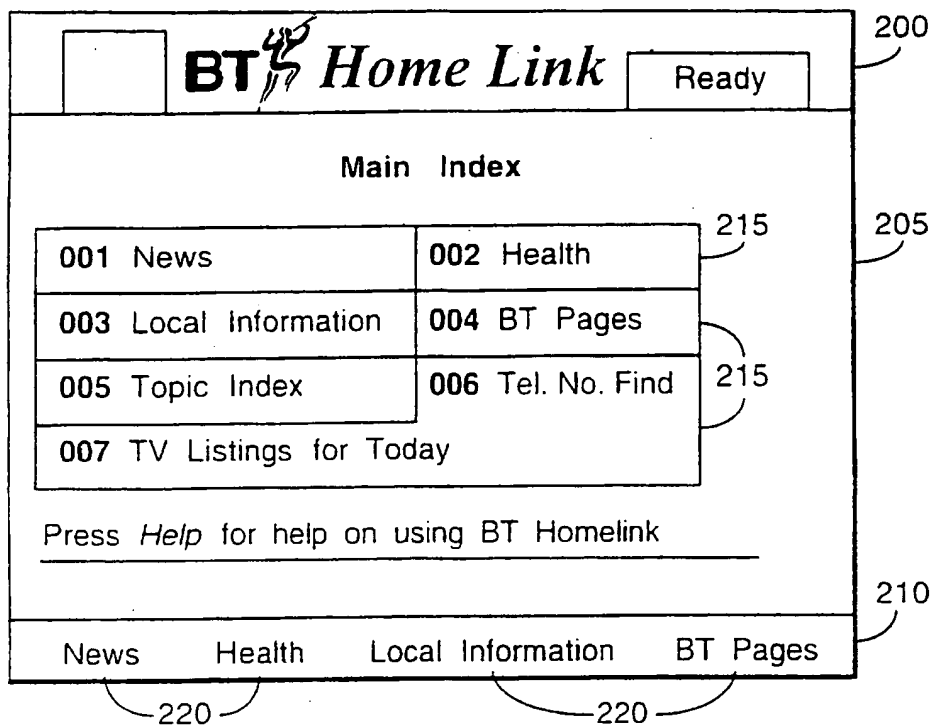 200
BT Home Link Ready
Main Index
215 205
001 News 002 Health
003 Local Information 004 BT Pages
005 Topic Index 006 Tel. No. Find 215
007 TV Listings for Today
Press Help for help on using BT Homelink
210
News Health Local Information BT Pages
220 220